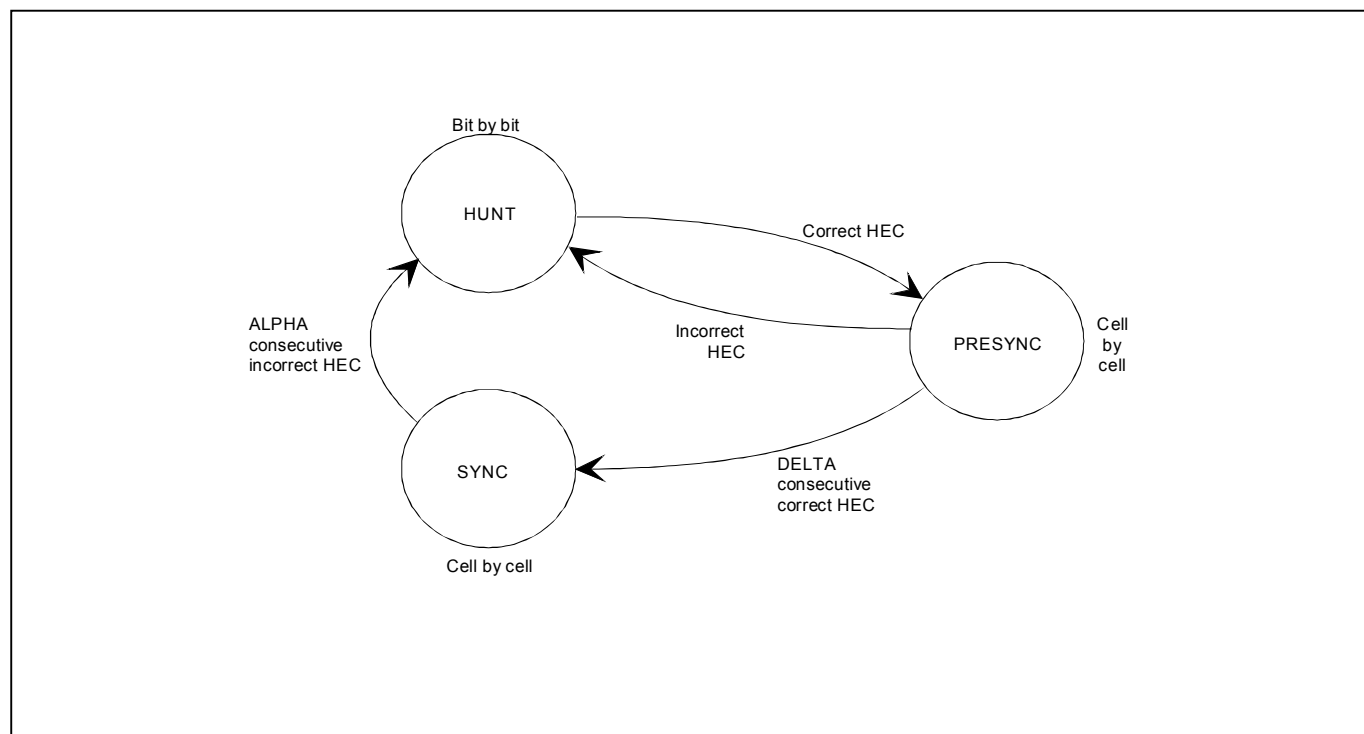 Bit by bit
HUNT
Correct HEC
ALPHA
consecutive
incorrect HEC
Incorrect
HEC
PRESYNC
Cell
by
cell
SYNC
DELTA
consecutive
correct HEC
Cell by cell